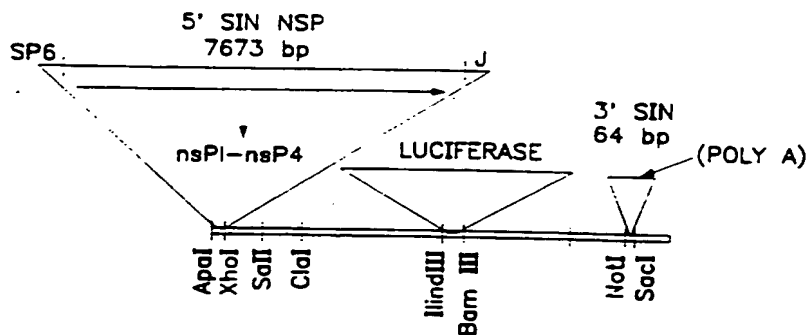 5' SIN NSP
7673 bp
SP6
J
nsP1-nsP4
LUCIFERASE
3' SIN
64 bp
(POLY A)
ApaI
XhoI
SalI
ClaI
IlindIII
Bam III
NotI
SacI